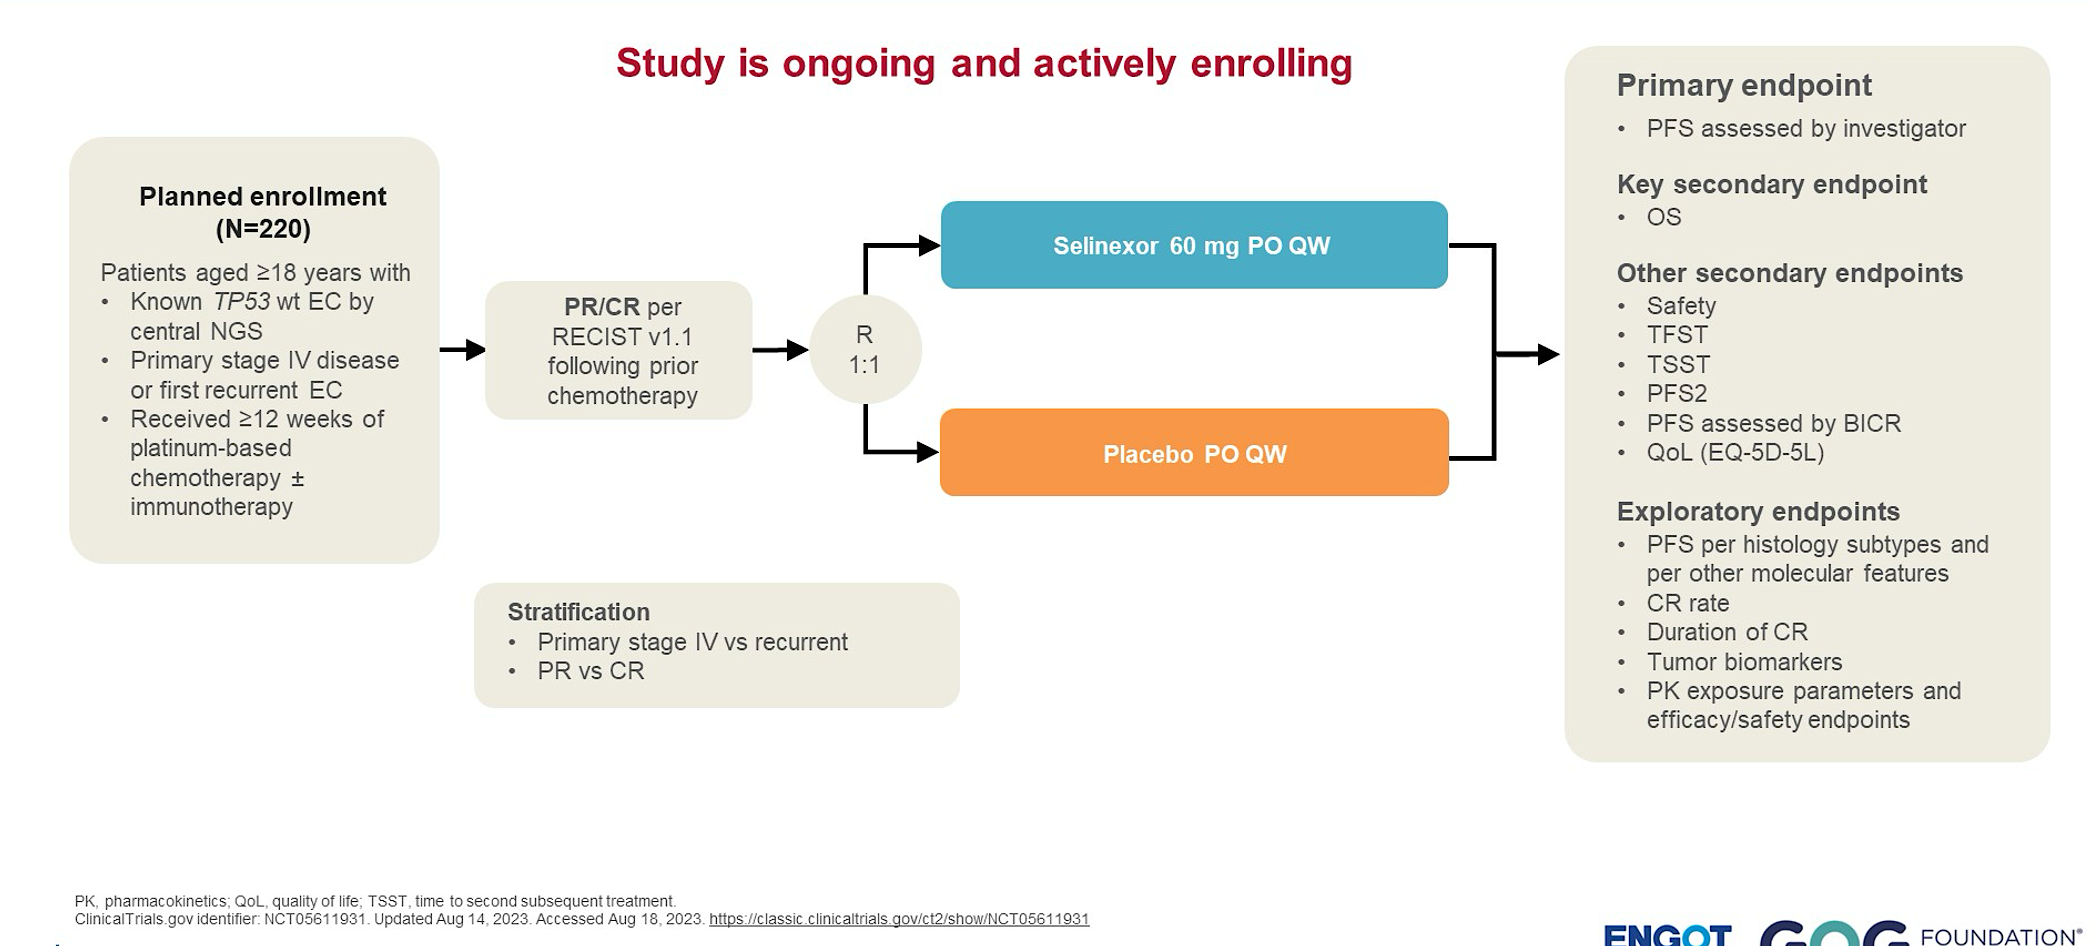 Study is ongoing and actively enrolling
Planned enrollment
(N=220)
Patients aged ≥18 years with
• Known TP53 wt EC by
central NGS
• Primary stage IV disease
or first recurrent EC
• Received ≥12 weeks of
platinum-based
chemotherapy ±
immunotherapy
PR/CR per
RECIST v1.1
following prior
chemotherapy
R
1:1
Selinexor 60 mg PO QW
Placebo PO QW
Stratification
• Primary stage IV vs recurrent
• PR vs CR
Primary endpoint
• PFS assessed by investigator
Key secondary endpoint
• OS
Other secondary endpoints
• Safety
• TFST
• TSST
• PFS2
• PFS assessed by BICR
• QoL (EQ-5D-5L)
Exploratory endpoints
• PFS per histology subtypes and
per other molecular features
• CR rate
• Duration of CR
• Tumor biomarkers
• PK exposure parameters and
efficacy/safety endpoints
PK, pharmacokinetics; QoL, quality of life; TSST, time to second subsequent treatment.
ClinicalTrials.gov identifier: NCT05611931. Updated Aug 14, 2023. Accessed Aug 18, 2023. https://classic.clinicaltrials.gov/ct2/show/NCT05611931
ENGOT
GOG FOUNDATION®